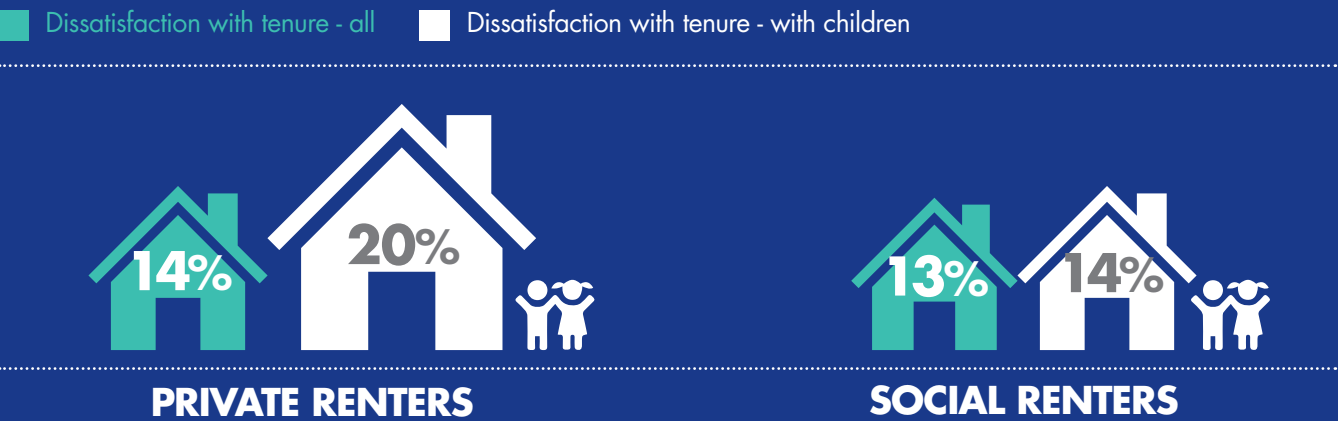 Dissatisfaction with tenure - all Dissatisfaction with tenure - with children
14% 20% 13% 14%
PRIVATE RENTERS SOCIAL RENTERS